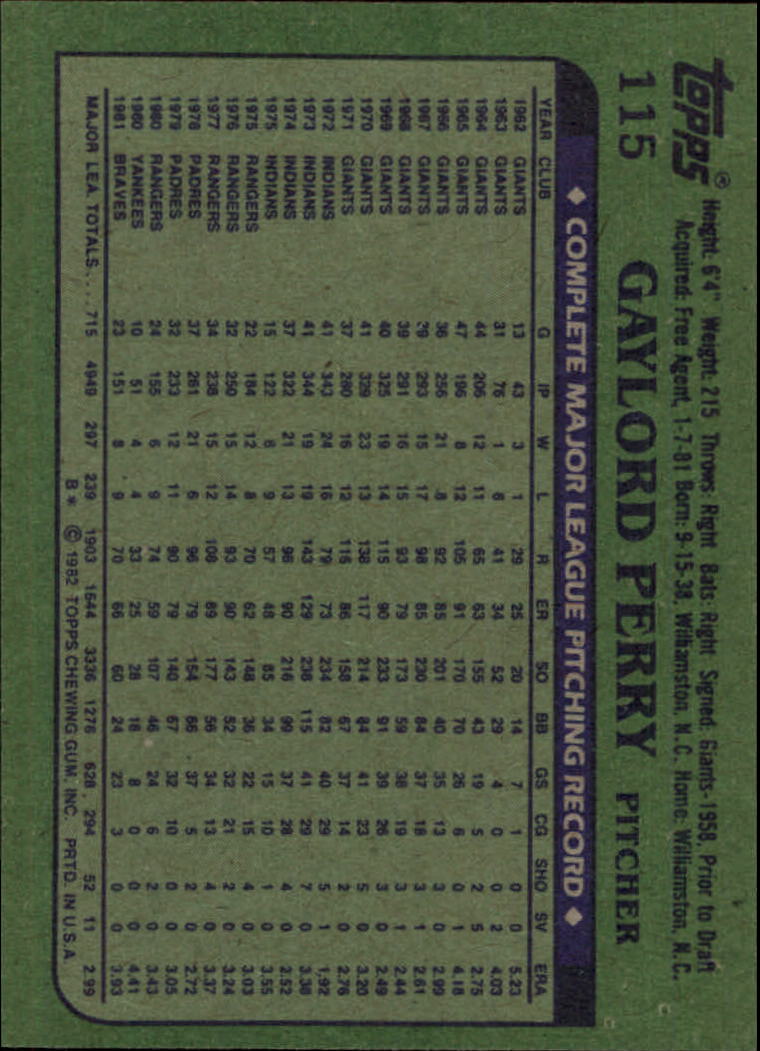 topps®
Height: 6'4" Weight: 215 Throws: Right Bats: Right Signed: Giants-1958, Prior to Draft
Acquired: Free Agent, 1-7-81 Born: 9-15-38, Williamston, N.C. Home: Williamston, N.C.
115 GAYLORD PERRY PITCHER
◆ COMPLETE MAJOR LEAGUE PITCHING RECORD ◆
YEAR CLUB G IP W L R ER SO BB GS CG SHO SV ERA
1962 GIANTS 13 43 3 1 29 25 20 14 7 1 0 0 5.23
1963 GIANTS 31 76 1 6 41 34 52 29 4 0 0 2 4.03
1964 GIANTS 44 206 12 11 65 63 155 43 19 5 2 5 2.75
1965 GIANTS 47 196 8 12 105 91 170 70 26 6 0 1 4.18
1966 GIANTS 36 256 21 8 92 85 201 40 35 13 3 0 2.99
1967 GIANTS 39 293 15 17 98 85 230 84 37 18 3 1 2.61
1968 GIANTS 39 291 16 15 93 79 173 59 38 19 3 1 2.44
1969 GIANTS 40 325 19 14 115 90 233 91 39 26 3 0 2.49
1970 GIANTS 41 329 23 13 138 117 214 84 41 23 5 0 3.20
1971 GIANTS 37 280 16 12 116 86 158 67 37 14 2 0 2.76
1972 INDIANS 41 343 24 16 79 73 234 82 40 29 5 1 1.92
1973 INDIANS 41 344 19 19 143 129 238 115 41 29 7 0 3.38
1974 INDIANS 37 322 21 13 98 90 216 99 37 28 4 0 2.52
1975 INDIANS 15 122 6 9 57 48 85 34 15 10 1 0 3.55
1975 RANGERS 22 184 12 8 70 62 148 36 22 15 4 0 3.03
1976 RANGERS 32 250 15 14 93 90 143 52 32 21 2 0 3.24
1977 RANGERS 34 238 15 12 108 89 177 56 34 13 4 0 3.37
1978 PADRES 37 261 21 6 96 79 154 66 37 5 2 0 2.72
1979 PADRES 32 233 12 11 90 79 140 67 32 10 0 0 3.05
1980 RANGERS 24 155 6 9 74 59 107 46 24 6 2 0 3.43
1980 YANKEES 10 51 4 4 33 25 28 18 8 0 0 0 4.41
1981 BRAVES 23 151 8 9 70 66 60 24 23 3 0 0 3.93
MAJOR LEA. TOTALS.... 715 4949 297 239 1903 1644 3336 1276 628 294 52 11 2.99
B* © 1982 TOPPS CHEWING GUM, INC. PRTD. IN U.S.A.